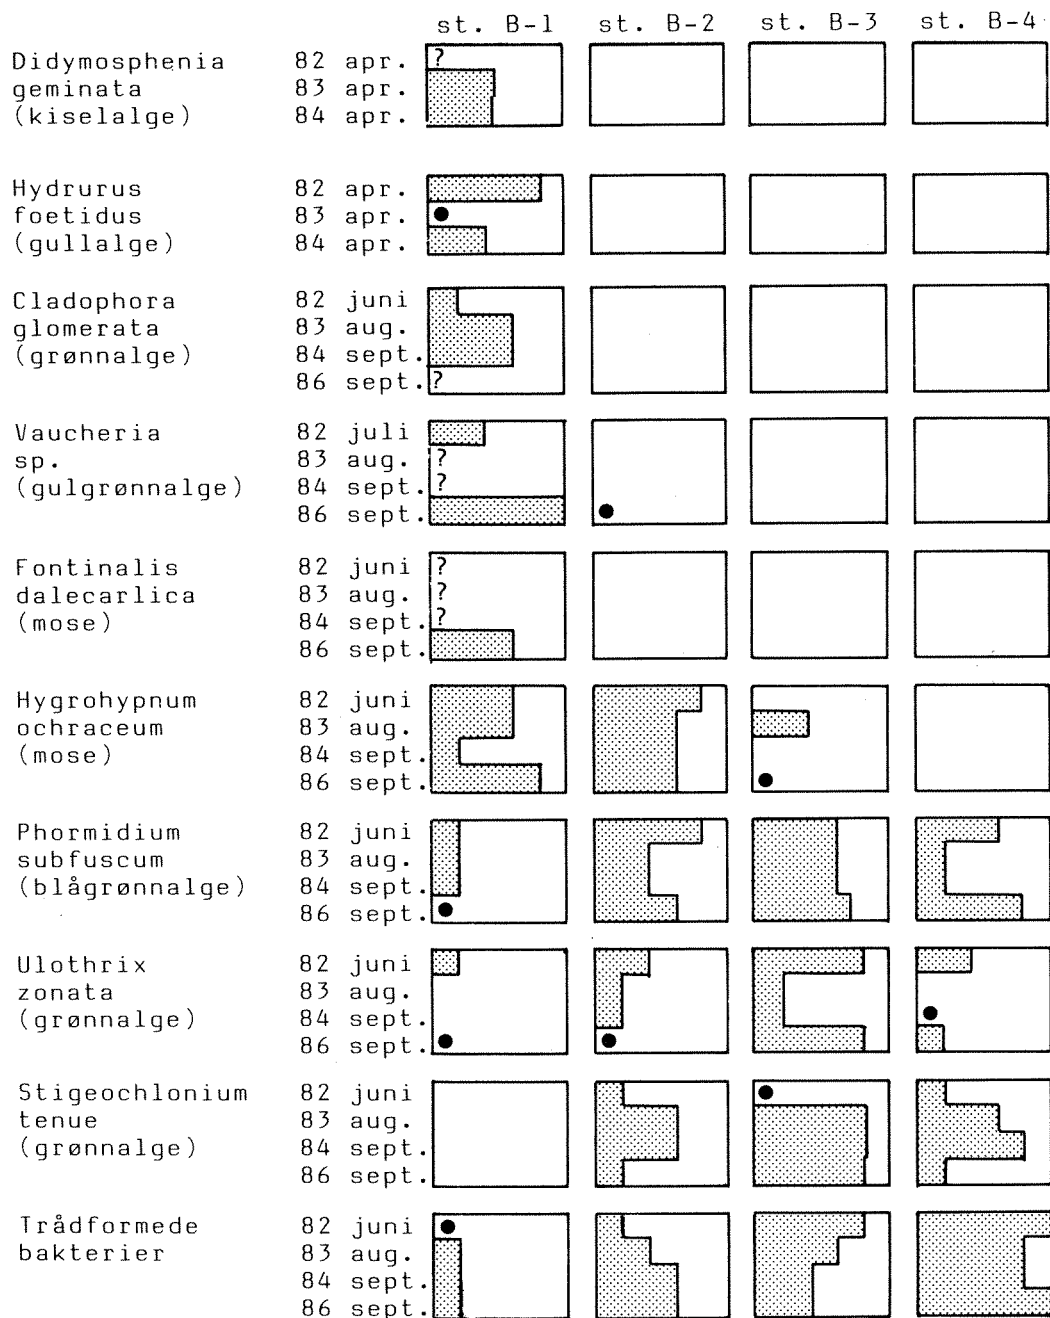 st. B-1 st. B-2 st. B-3 st. B-4
Didymosphenia 82 apr. ?
geminata 83 apr.
(kiselalge) 84 apr.
Hydrurus 82 apr.
foetidus 83 apr.
(gullalge) 84 apr.
Cladophora 82 juni
glomerata 83 aug.
(grønnalge) 84 sept.
86 sept. ?
Vaucheria 82 juli
sp. 83 aug. ?
(gulgrønnalge) 84 sept. ?
86 sept.
Fontinalis 82 juni ?
dalecarlica 83 aug. ?
(mose) 84 sept. ?
86 sept.
Hygrohypnum 82 juni
ochraceum 83 aug.
(mose) 84 sept.
86 sept.
Phormidium 82 juni
subfuscum 83 aug.
(blågrønnalge) 84 sept.
86 sept.
Ulothrix 82 juni
zonata 83 aug.
(grønnalge) 84 sept.
86 sept.
Stigeochlonium 82 juni
tenue 83 aug.
(grønnalge) 84 sept.
86 sept.
Trådformede 82 juni
bakterier 83 aug.
84 sept.
86 sept.